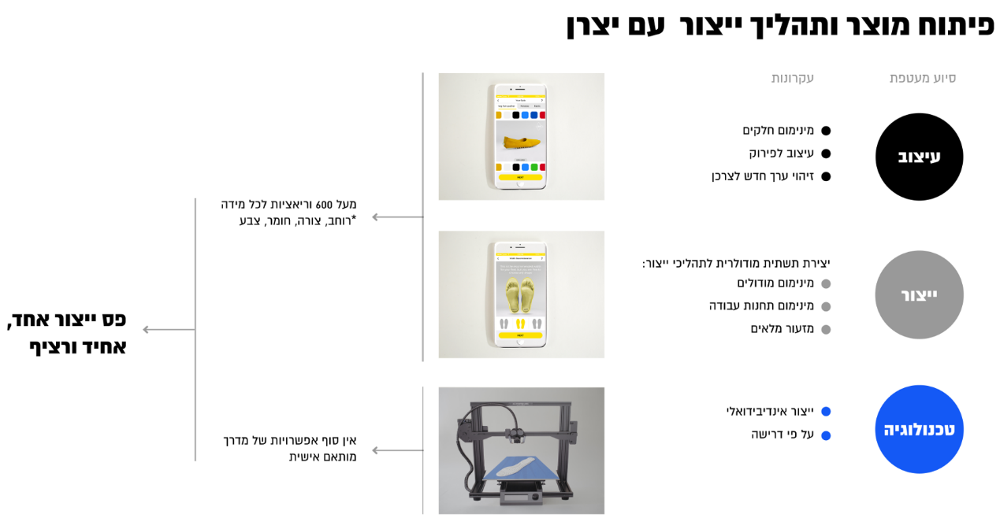 פיתוח מוצר ותהליך ייצור עם יצרן
סיוע מעטפת
עקרונות
עיצוב
מינימום חלקים
עיצוב לפירוק
זיהוי ערך חדש לצרכן
ייצור
יצירת תשתית מודולרית לתהליכי ייצור:
מינימום מודולים
מינימום תחנות עבודה
מזעור מלאים
טכנולוגיה
ייצור אינדיבידואלי
על פי דרישה
NEXT
NEXT
מעל 600 וריאציות לכל מידה
*רוחב, צורה, חומר, צבע
אין סוף אפשרויות של מדרך
מותאם אישית
פס ייצור אחד,
אחיד ורציף